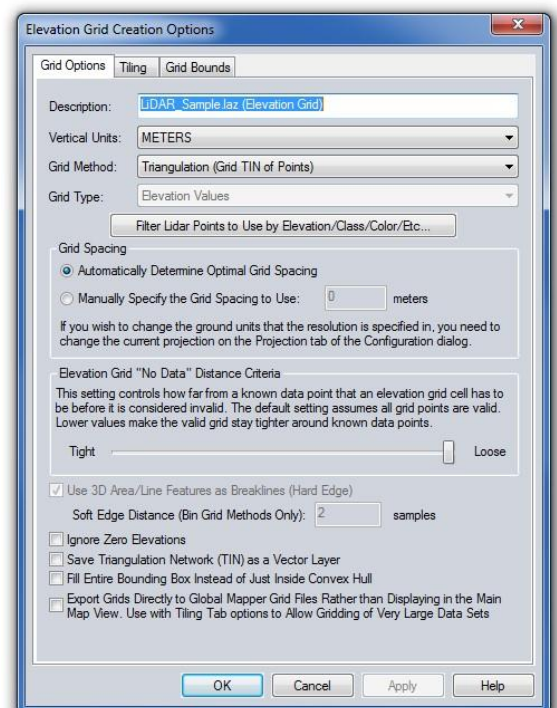 Elevation Grid Creation Options
Grid Options Tiling Grid Bounds
Description: LiDAR_Sample.laz (Elevation Grid)
Vertical Units: METERS
Grid Method: Triangulation (Grid TIN of Points)
Grid Type: Elevation Values
Filter Lidar Points to Use by Elevation/Class/Color/Etc...
Grid Spacing
Automatically Determine Optimal Grid Spacing
Manually Specify the Grid Spacing to Use: 0 meters
If you wish to change the ground units that the resolution is specified in, you need to
change the current projection on the Projection tab of the Configuration dialog.
Elevation Grid "No Data" Distance Criteria
This setting controls how far from a known data point that an elevation grid cell has to
be before it is considered invalid. The default setting assumes all grid points are valid.
Lower values make the valid grid stay tighter around known data points.
Tight Loose
Use 3D Area/Line Features as Breaklines (Hard Edge)
Soft Edge Distance (Bin Grid Methods Only): 2 samples
Ignore Zero Elevations
Save Triangulation Network (TIN) as a Vector Layer
Fill Entire Bounding Box Instead of Just Inside Convex Hull
Export Grids Directly to Global Mapper Grid Files Rather than Displaying in the Main
Map View. Use with Tiling Tab options to Allow Gridding of Very Large Data Sets
OK Cancel Apply Help